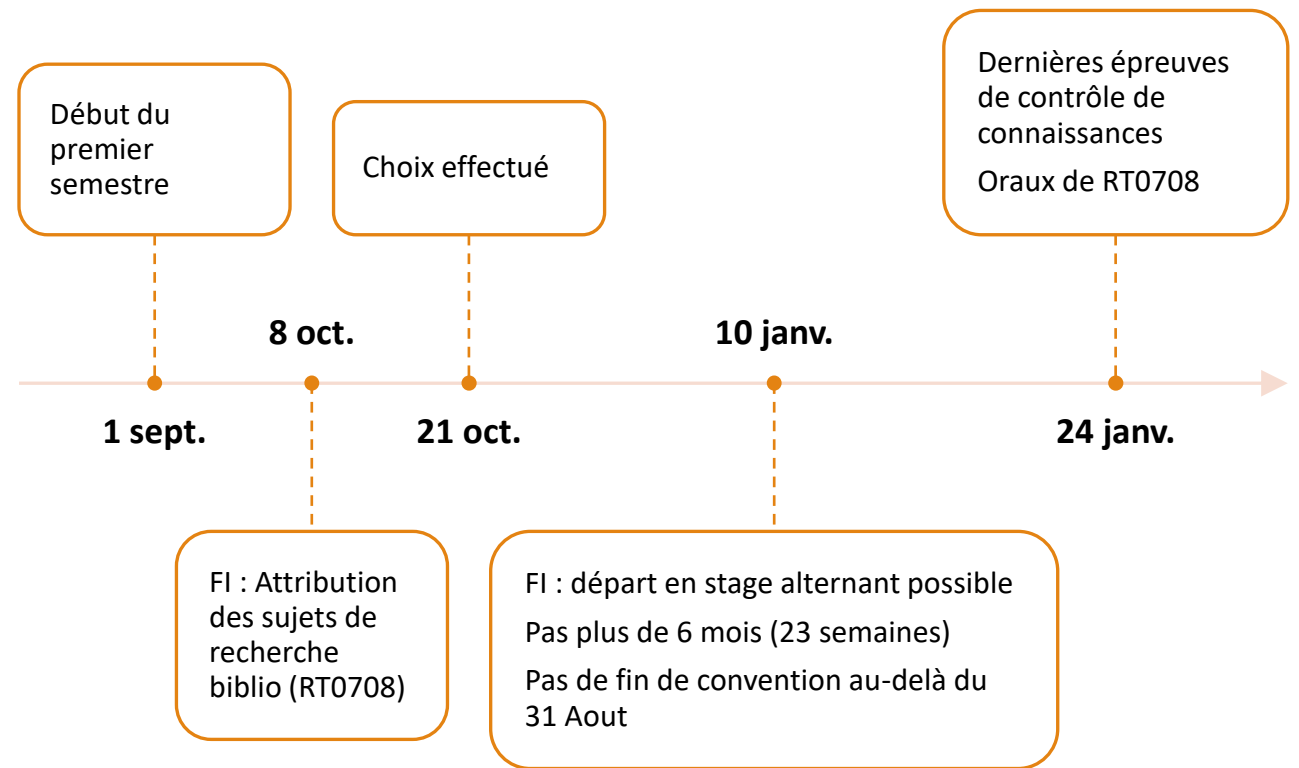 Début du
premier
semestre
1 sept.
8 oct.
FI : Attribution
des sujets de
recherche
biblio (RT0708)
Choix effectué
21 oct.
10 janv.
FI : départ en stage alternant possible
Pas plus de 6 mois (23 semaines)
Pas de fin de convention au-delà du
31 Aout
Dernières épreuves
de contrôle de
connaissances
Oraux de RT0708
24 janv.